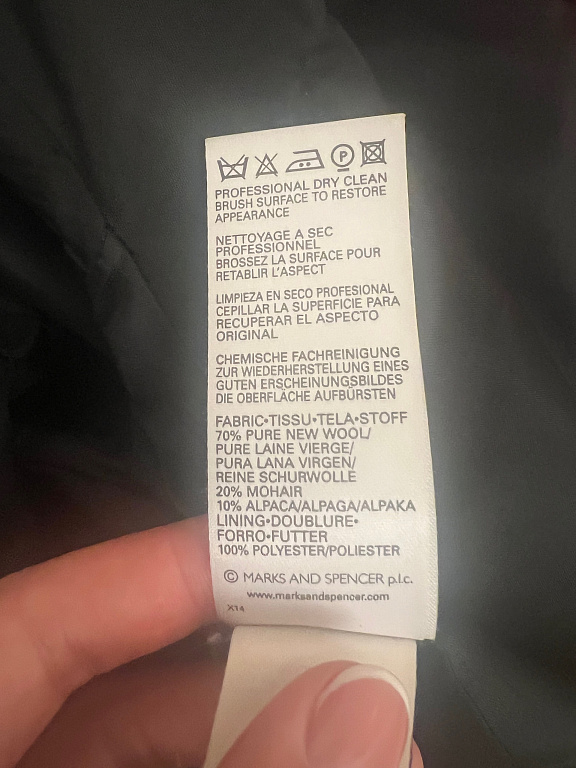 P
PROFESSIONAL DRY CLEAN
BRUSH SURFACE TO RESTORE
APPEARANCE
NETTOYAGE A SEC
PROFESSIONNEL
BROSSEZ LA SURFACE POUR
RETABLIR L'ASPECT
LIMPIEZA EN SECO PROFESIONAL
CEPILLAR LA SUPERFICIE PARA
RECUPERAR EL ASPECTO
ORIGINAL
CHEMISCHE FACHREINIGUNG
ZUR WIEDERHERSTELLUNG EINES
GUTEN ERSCHEINUNGSBILDES
DIE OBERFLÄCHE AUFBÜRSTEN
FABRIC•TISSU•TELA•STOFF
70% PURE NEW WOOL/
PURE LAINE VIERGE/
PURA LANA VIRGEN/
REINE SCHURWOLLE
20% MOHAIR
10% ALPACA/ALPAGA/ALPAKA
LINING•DOUBLURE•
FORRO•FUTTER
100% POLYESTER/POLIESTER
© MARKS AND SPENCER p.l.c.
www.marksandspencer.com
X14